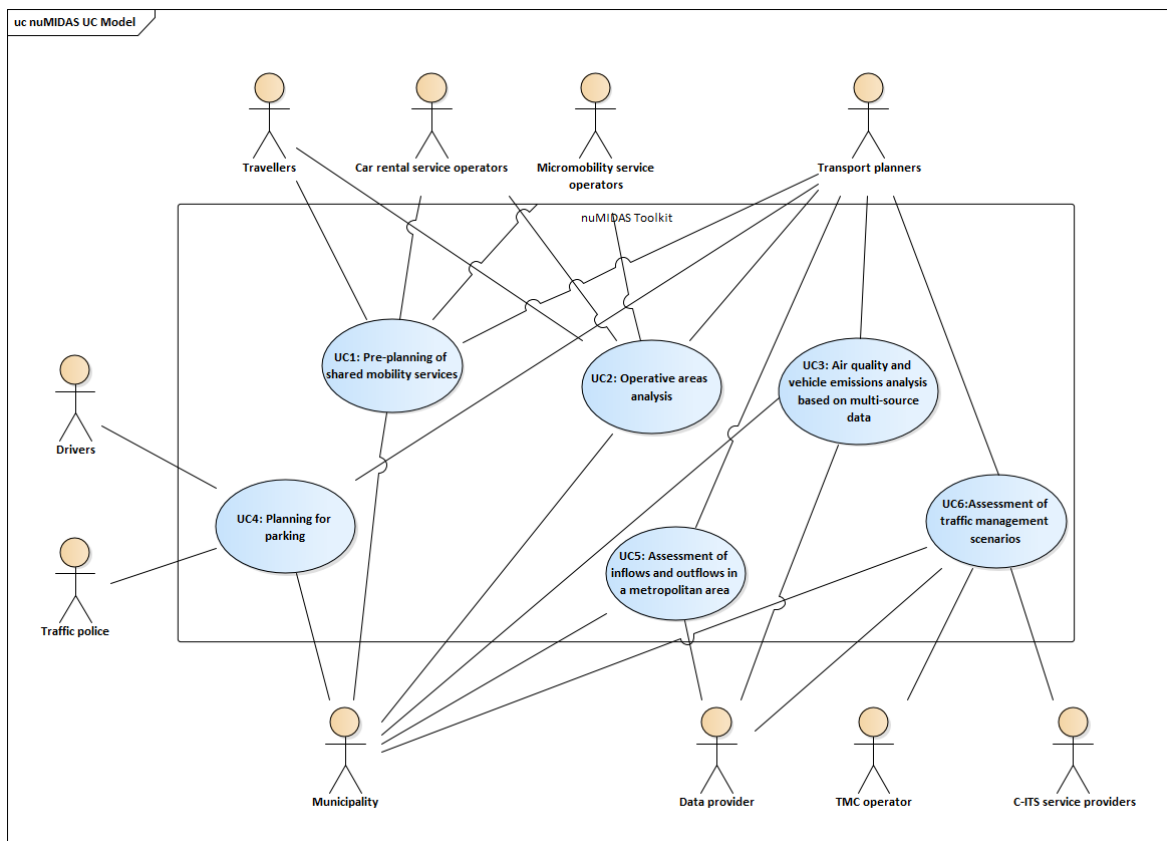 uc nuMIDAS UC Model
Travellers
Car rental service operators
Micromobility service
operators
Transport planners
nuMIDAS Toolkit
UC1: Pre-planning of
shared mobility services
UC2: Operative areas
analysis
UC3: Air quality and
vehicle emissions analysis
based on multi-source
data
Drivers
UC4: Planning for
parking
UC6:Assessment of
traffic management
scenarios
UC5: Assessment of
inflows and outflows in
a metropolitan area
Traffic police
Municipality
Data provider
TMC operator
C-ITS service providers